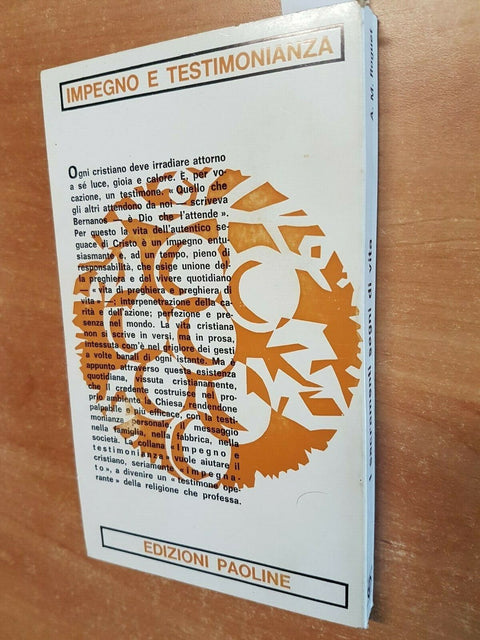 IMPEGNO E TESTIMONIANZA
Ogni cristiano deve irradiare attorno
a sé luce, gioia e calore. È, per vo-
cazione, un testimone. « Quello che
gli altri attendono da noi — scriveva
Bernanos — è Dio che l'attende ».
Per questo la vita dell'autentico se-
guace di Cristo è un impegno entu-
siasmante e, ad un tempo, pieno di
responsabilità, che esige unione del-
la preghiera e del vivere quotidiano
— vita di preghiera e preghiera di
vita —; interpenetrazione della ca-
rità e dell'azione; perfezione e pre-
senza nel mondo. La vita cristiana
non si scrive in versi, ma in prosa,
intessuta com'è nel grigiore dei gesti
a volte banali di ogni istante. Ma è
appunto attraverso questa esistenza
quotidiana, vissuta cristianamente,
che il credente costruisce nel pro-
prio ambiente la Chiesa, rendendone
palpabile e più efficace, con la testi-
monianza personale, il messaggio
nella famiglia, nella fabbrica, nella
società. La collana « Impegno e
testimonianza » vuole aiutare il
cristiano, seriamente « impegna-
to », a divenire un « testimone ope-
rante » della religione che professa.
EDIZIONI PAOLINE
A. M. Roguet
I sacramenti segni di vita